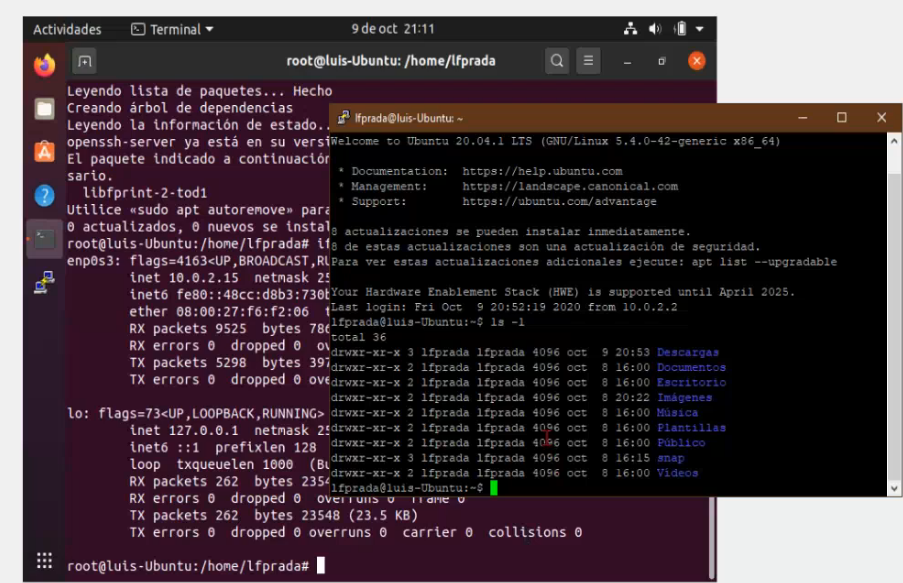 Actividades Terminal 9 de oct 21:11
root@luis-Ubuntu: /home/lfprada
Leyendo lista de paquetes... Hecho
Creando árbol de dependencias
Leyendo la información de estado..
openssh-server ya está en su versi
El paquete indicado a continuación
sario.
libfprint-2-tod1
Utilice «sudo apt autoremove» para
0 actualizados, 0 nuevos se instal
root@luis-Ubuntu:/home/lfprada# if
enp0s3: flags=4163<UP,BROADCAST,RU
inet 10.0.2.15 netmask 25
inet6 fe80::48cc:d8b3:730b
ether 08:00:27:f6:f2:06
RX packets 9525 bytes 786
RX errors 0 dropped 0 ov
TX packets 5298 bytes 397
TX errors 0 dropped 0 ove
lo: flags=73<UP,LOOPBACK,RUNNING>
inet 127.0.0.1 netmask 25
inet6 ::1 prefixlen 128
loop txqueuelen 1000 (Bu
RX packets 262 bytes 2354
RX errors 0 dropped 0 overruns 0 frame 0
TX packets 262 bytes 23548 (23.5 KB)
TX errors 0 dropped 0 overruns 0 carrier 0 collisions 0
root@luis-Ubuntu:/home/lfprada#
lfprada@luis-Ubuntu: ~
Welcome to Ubuntu 20.04.1 LTS (GNU/Linux 5.4.0-42-generic x86_64)
* Documentation: https://help.ubuntu.com
* Management: https://landscape.canonical.com
* Support: https://ubuntu.com/advantage
8 actualizaciones se pueden instalar inmediatamente.
8 de estas actualizaciones son una actualización de seguridad.
Para ver estas actualizaciones adicionales ejecute: apt list --upgradable
Your Hardware Enablement Stack (HWE) is supported until April 2025.
Last login: Fri Oct 9 20:52:19 2020 from 10.0.2.2
lfprada@luis-Ubuntu:~$ ls -l
total 36
drwxr-xr-x 3 lfprada lfprada 4096 oct 9 20:53 Descargas
drwxr-xr-x 2 lfprada lfprada 4096 oct 8 16:00 Documentos
drwxr-xr-x 2 lfprada lfprada 4096 oct 8 16:00 Escritorio
drwxr-xr-x 2 lfprada lfprada 4096 oct 8 20:22 Imágenes
drwxr-xr-x 2 lfprada lfprada 4096 oct 8 16:00 Música
drwxr-xr-x 2 lfprada lfprada 4096 oct 8 16:00 Plantillas
drwxr-xr-x 2 lfprada lfprada 4096 oct 8 16:00 Público
drwxr-xr-x 3 lfprada lfprada 4096 oct 8 16:15 snap
drwxr-xr-x 2 lfprada lfprada 4096 oct 8 16:00 Vídeos
lfprada@luis-Ubuntu:~$